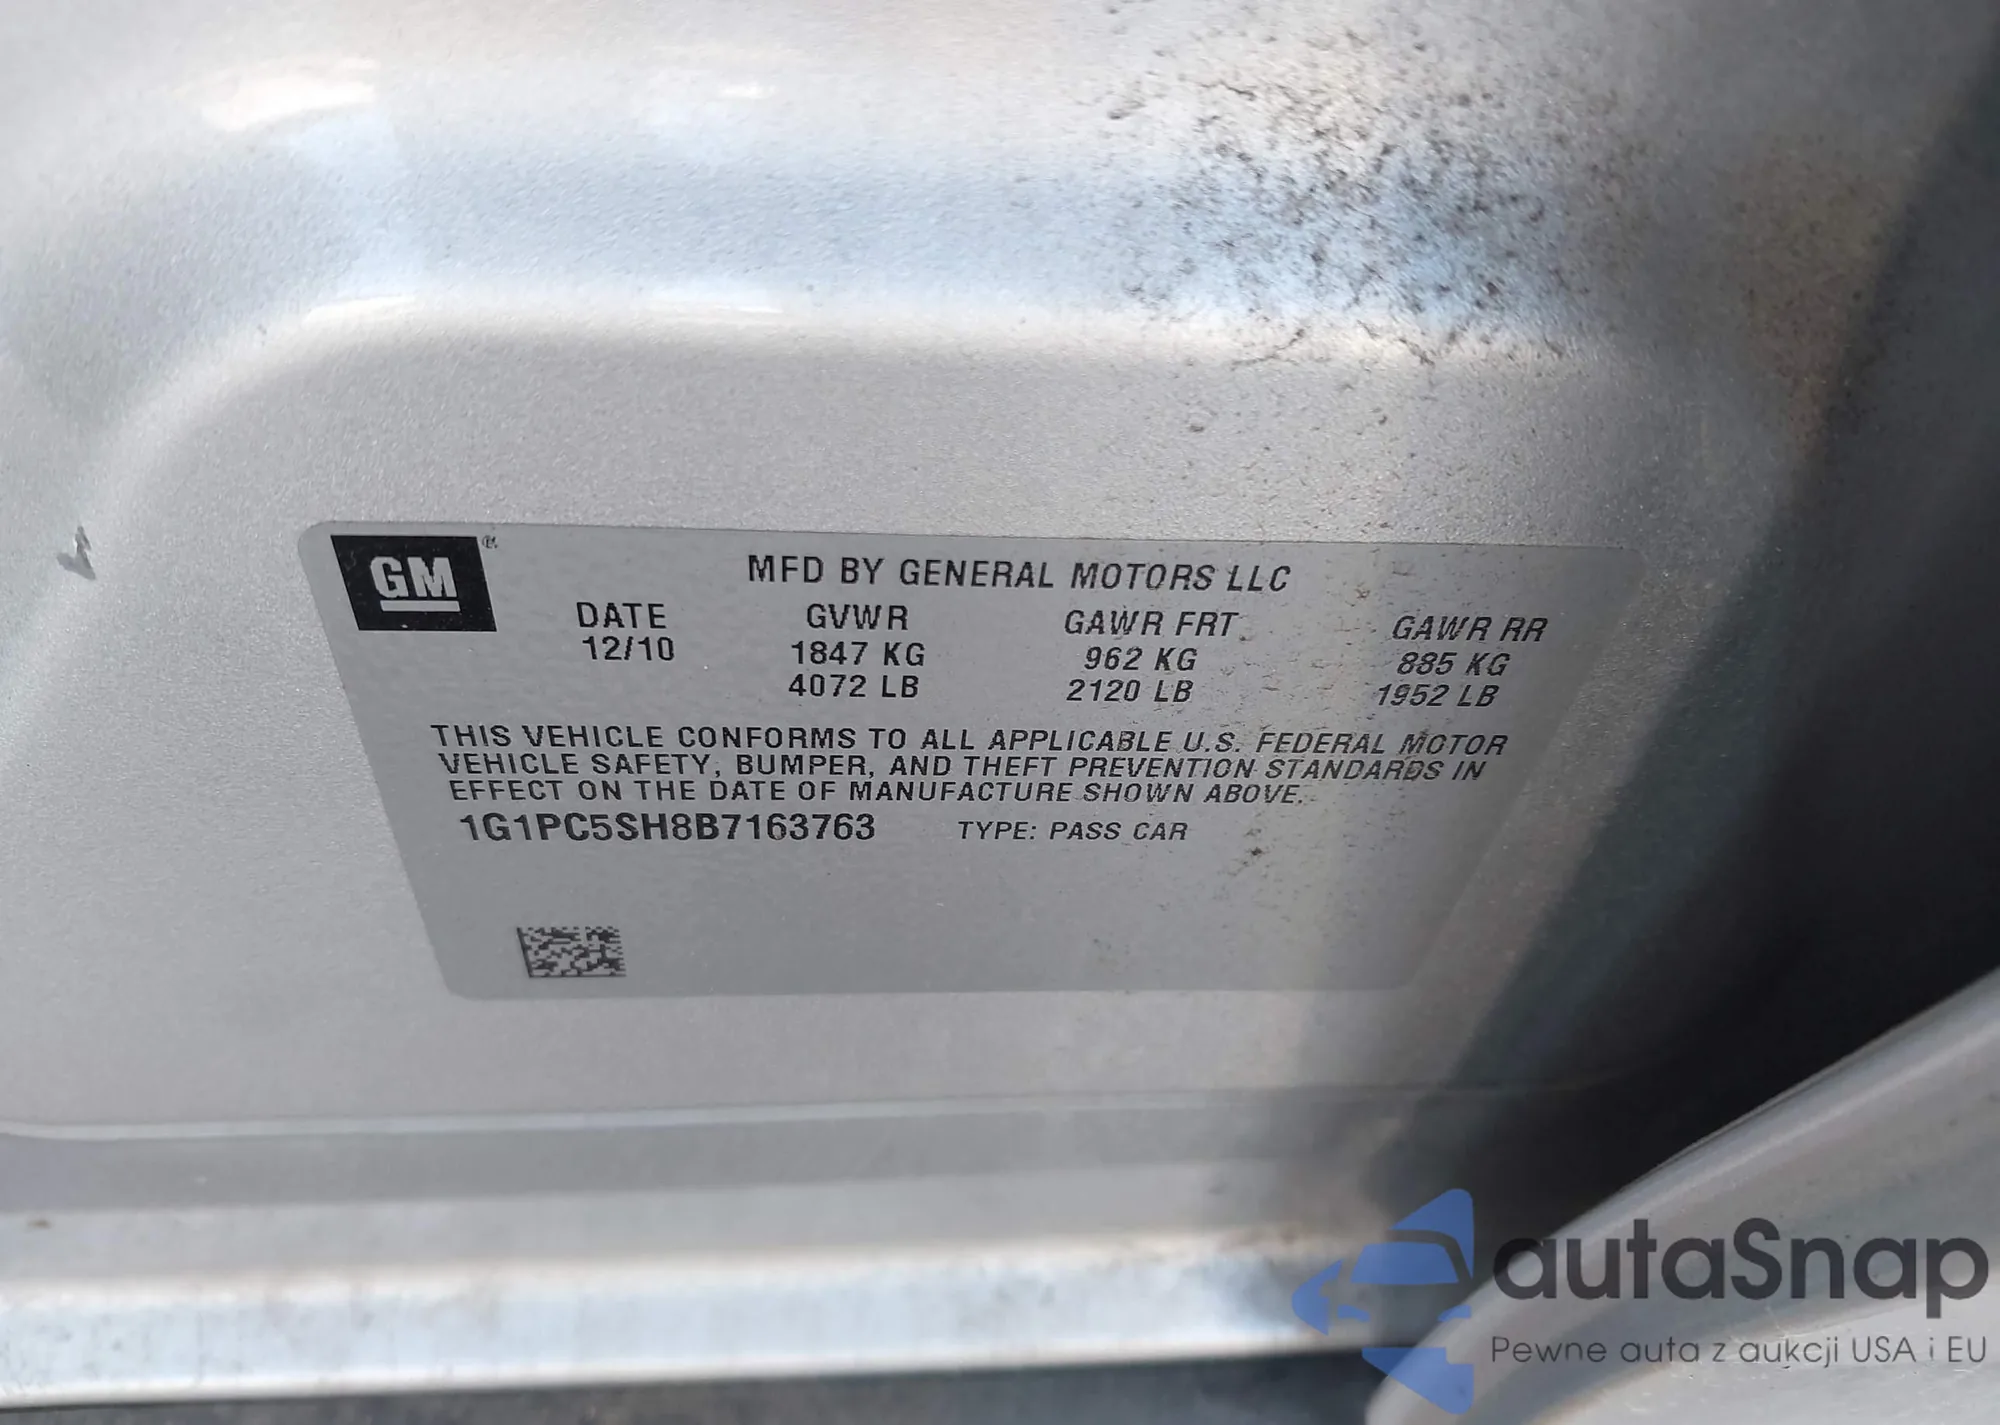 GM
MFD BY GENERAL MOTORS LLC
DATE GVWR GAWR FRT GAWR RR
12/10 1847 KG 962 KG 885 KG
4072 LB 2120 LB 1952 LB
THIS VEHICLE CONFORMS TO ALL APPLICABLE U.S. FEDERAL MOTOR
VEHICLE SAFETY, BUMPER, AND THEFT PREVENTION STANDARDS IN
EFFECT ON THE DATE OF MANUFACTURE SHOWN ABOVE.
1G1PC5SH8B7163763 TYPE: PASS CAR
autaSnap
Pewne auta z aukcji USA i EU